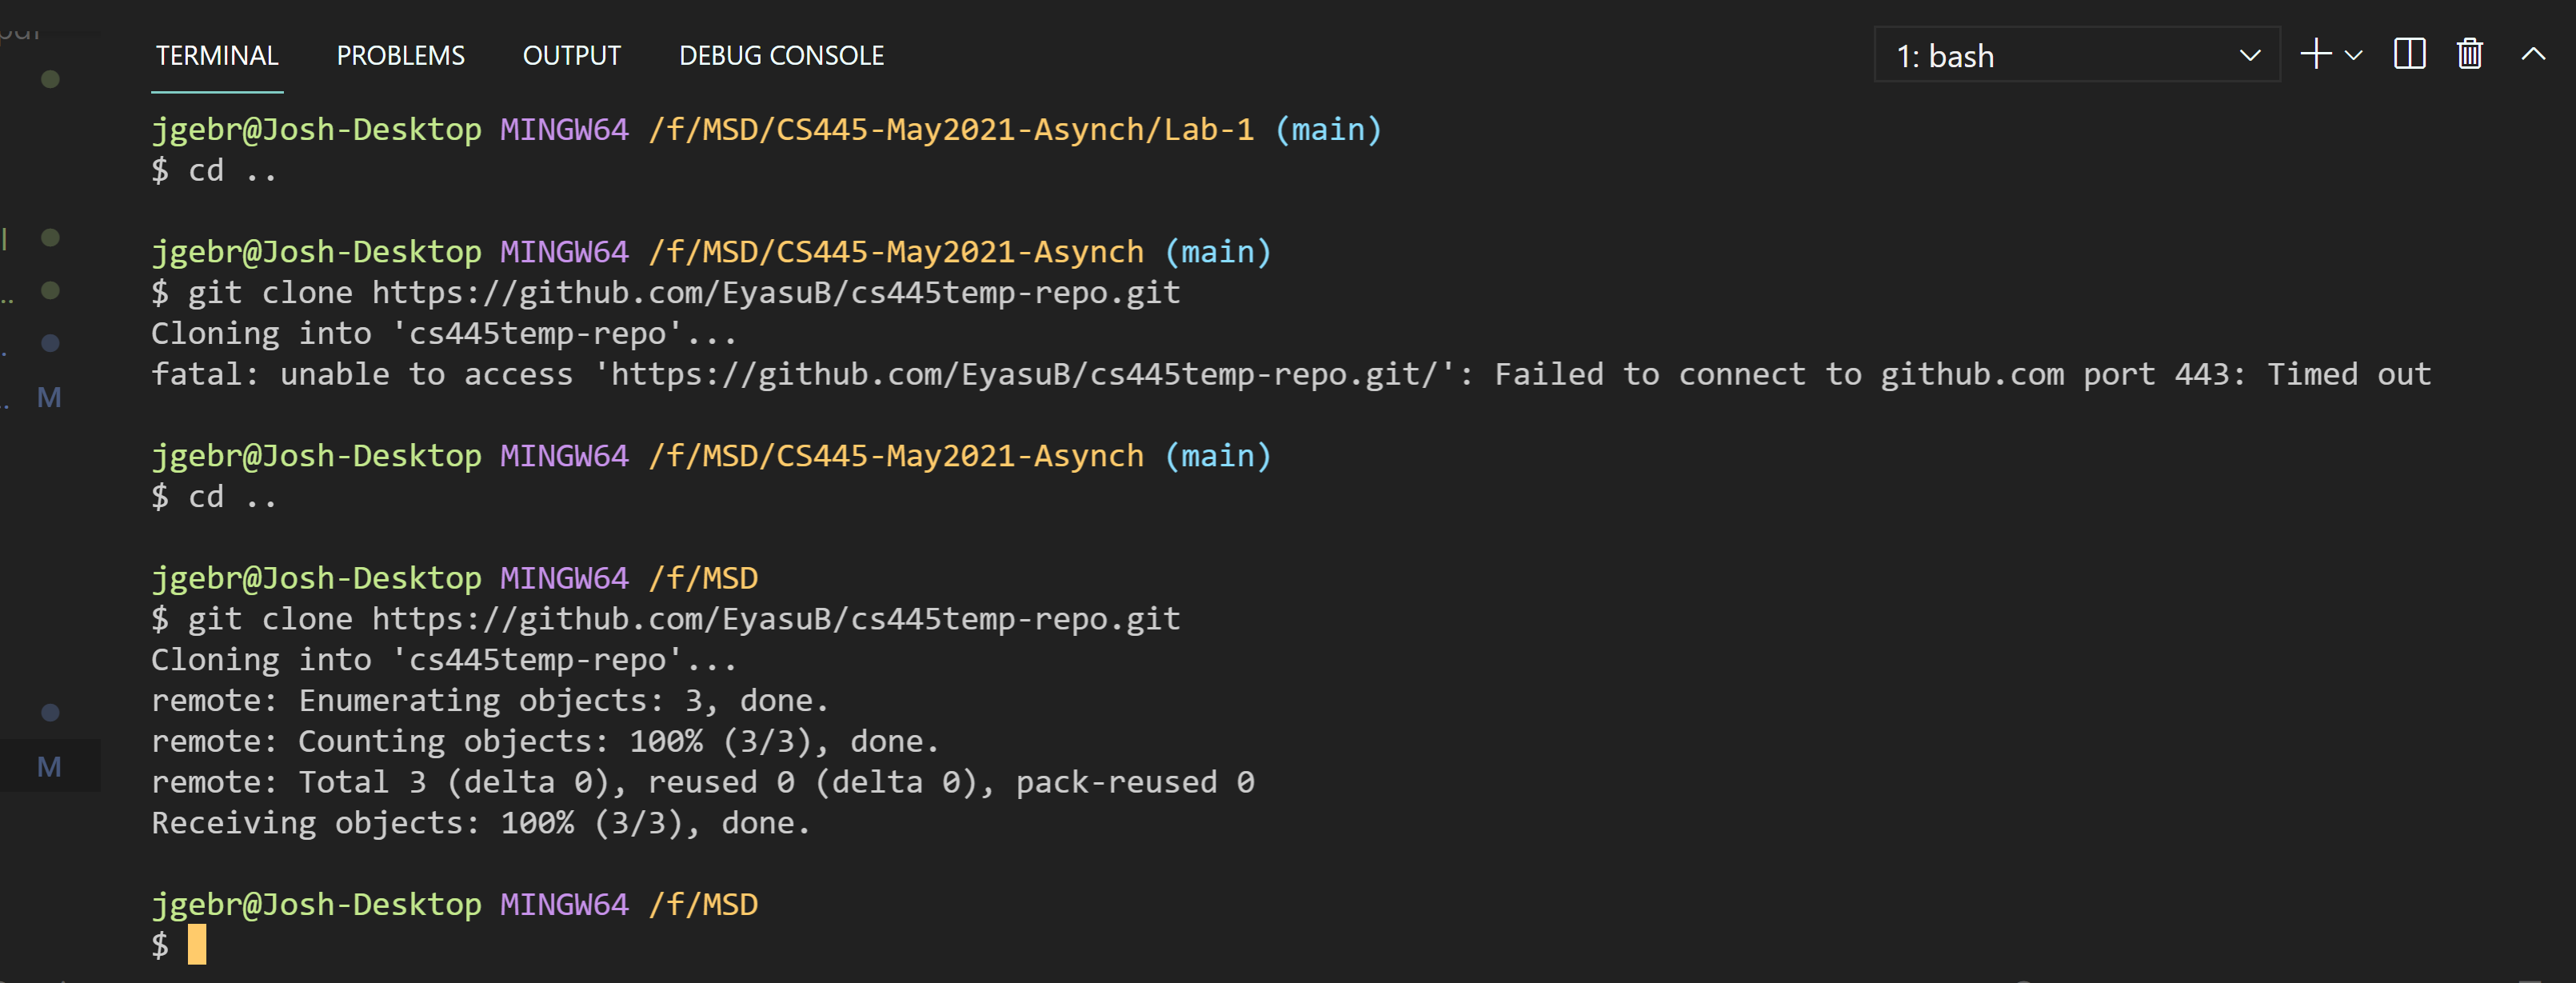 TERMINAL PROBLEMS OUTPUT DEBUG CONSOLE 1: bash
jgebr@Josh-Desktop MINGW64 /f/MSD/CS445-May2021-Asynch/Lab-1 (main)
$ cd ..
jgebr@Josh-Desktop MINGW64 /f/MSD/CS445-May2021-Asynch (main)
$ git clone https://github.com/EyasuB/cs445temp-repo.git
Cloning into 'cs445temp-repo'...
fatal: unable to access 'https://github.com/EyasuB/cs445temp-repo.git/': Failed to connect to github.com port 443: Timed out
M
jgebr@Josh-Desktop MINGW64 /f/MSD/CS445-May2021-Asynch (main)
$ cd ..
jgebr@Josh-Desktop MINGW64 /f/MSD
$ git clone https://github.com/EyasuB/cs445temp-repo.git
Cloning into 'cs445temp-repo'...
remote: Enumerating objects: 3, done.
remote: Counting objects: 100% (3/3), done.
M
remote: Total 3 (delta 0), reused 0 (delta 0), pack-reused 0
Receiving objects: 100% (3/3), done.
jgebr@Josh-Desktop MINGW64 /f/MSD
$